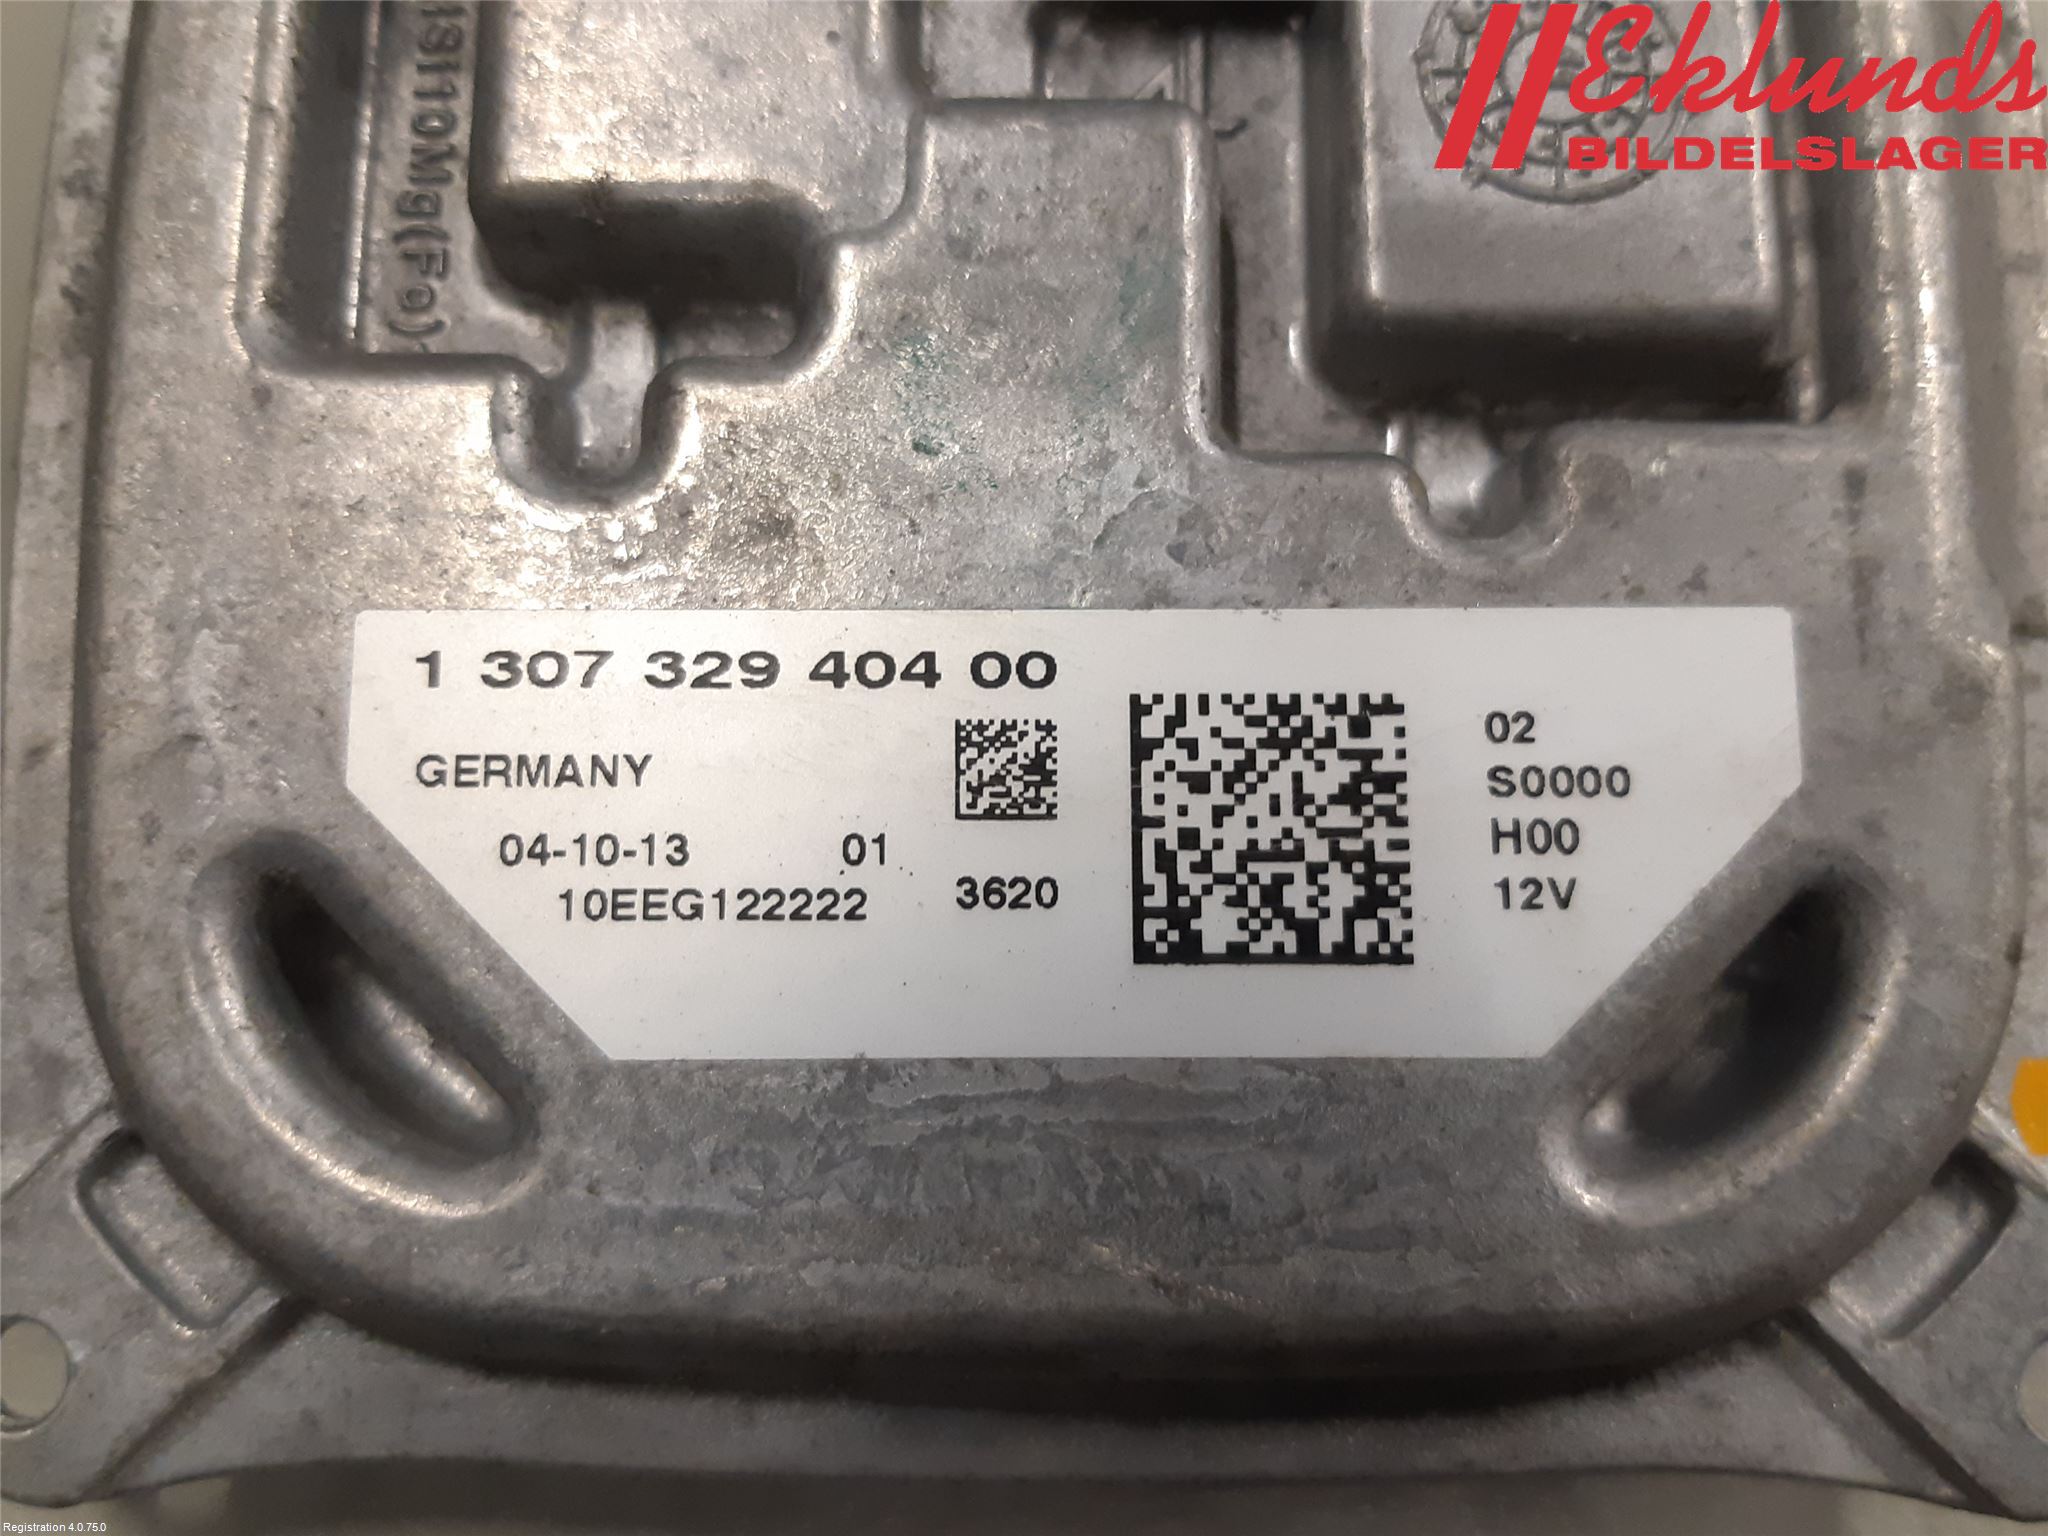 Eklunds
BILDELSLAGER
1 307 329 404 00
GERMANY
04-10-13 01
10EEG122222 3620
02
S0000
H00
12V
Registration 4.0.75.0